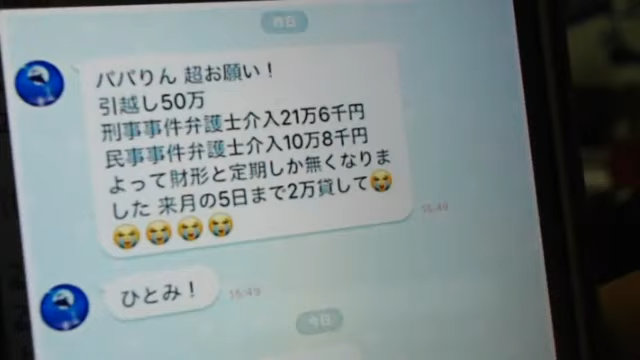 昨日
パパりん 超お願い!
引越し50万
刑事事件弁護士介入21万6千円
民事事件弁護士介入10万8千円
よって財形と定期しか無くなりま
した 来月の5日まで2万貸して😭
😭😭😭😭
15:49
ひとみ!
15:49
今日